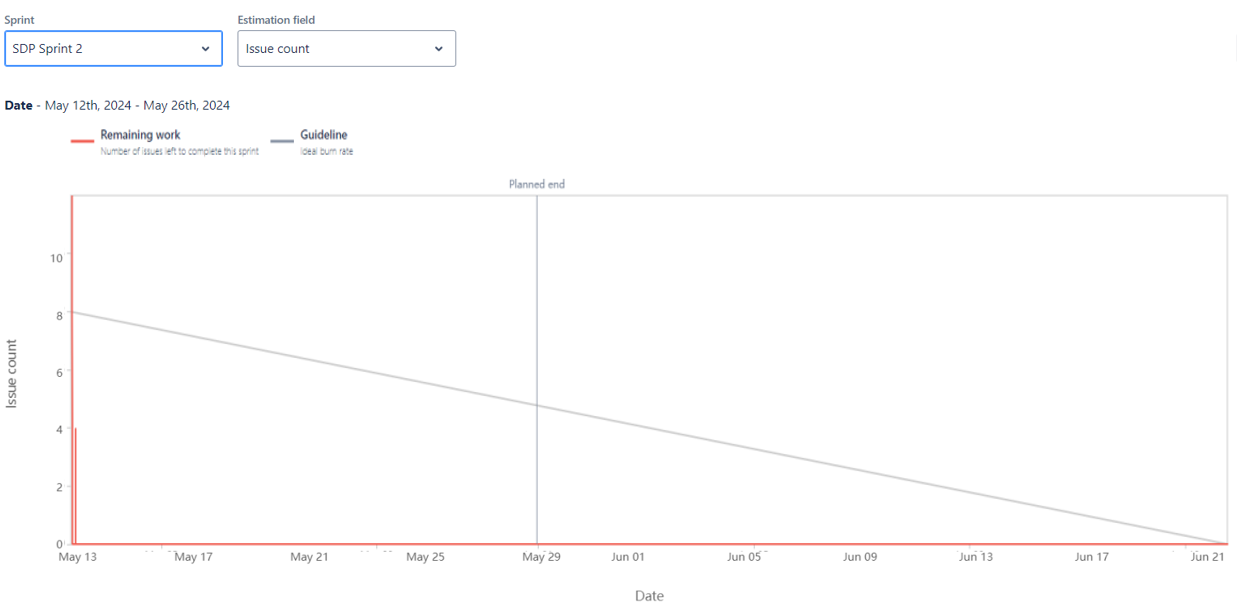 Sprint
Estimation field
SDP Sprint 2
Issue count
Date - May 12th, 2024 - May 26th, 2024
Remaining work
Number of issues left to complete this sprint
Guideline
Ideal burn rate
Planned end
10
8
6
4
2
0
Issue count
May 13 May 17 May 21 May 25 May 29 Jun 01 Jun 05 Jun 09 Jun 13 Jun 17 Jun 21
Date